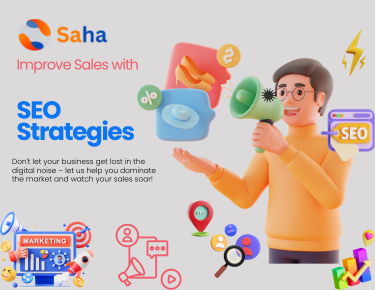 Saha
Improve Sales with
SEO
Strategies
Don't let your business get lost in the
digital noise – let us help you dominate
the market and watch your sales soar!
$
%
SEO
MARKETING